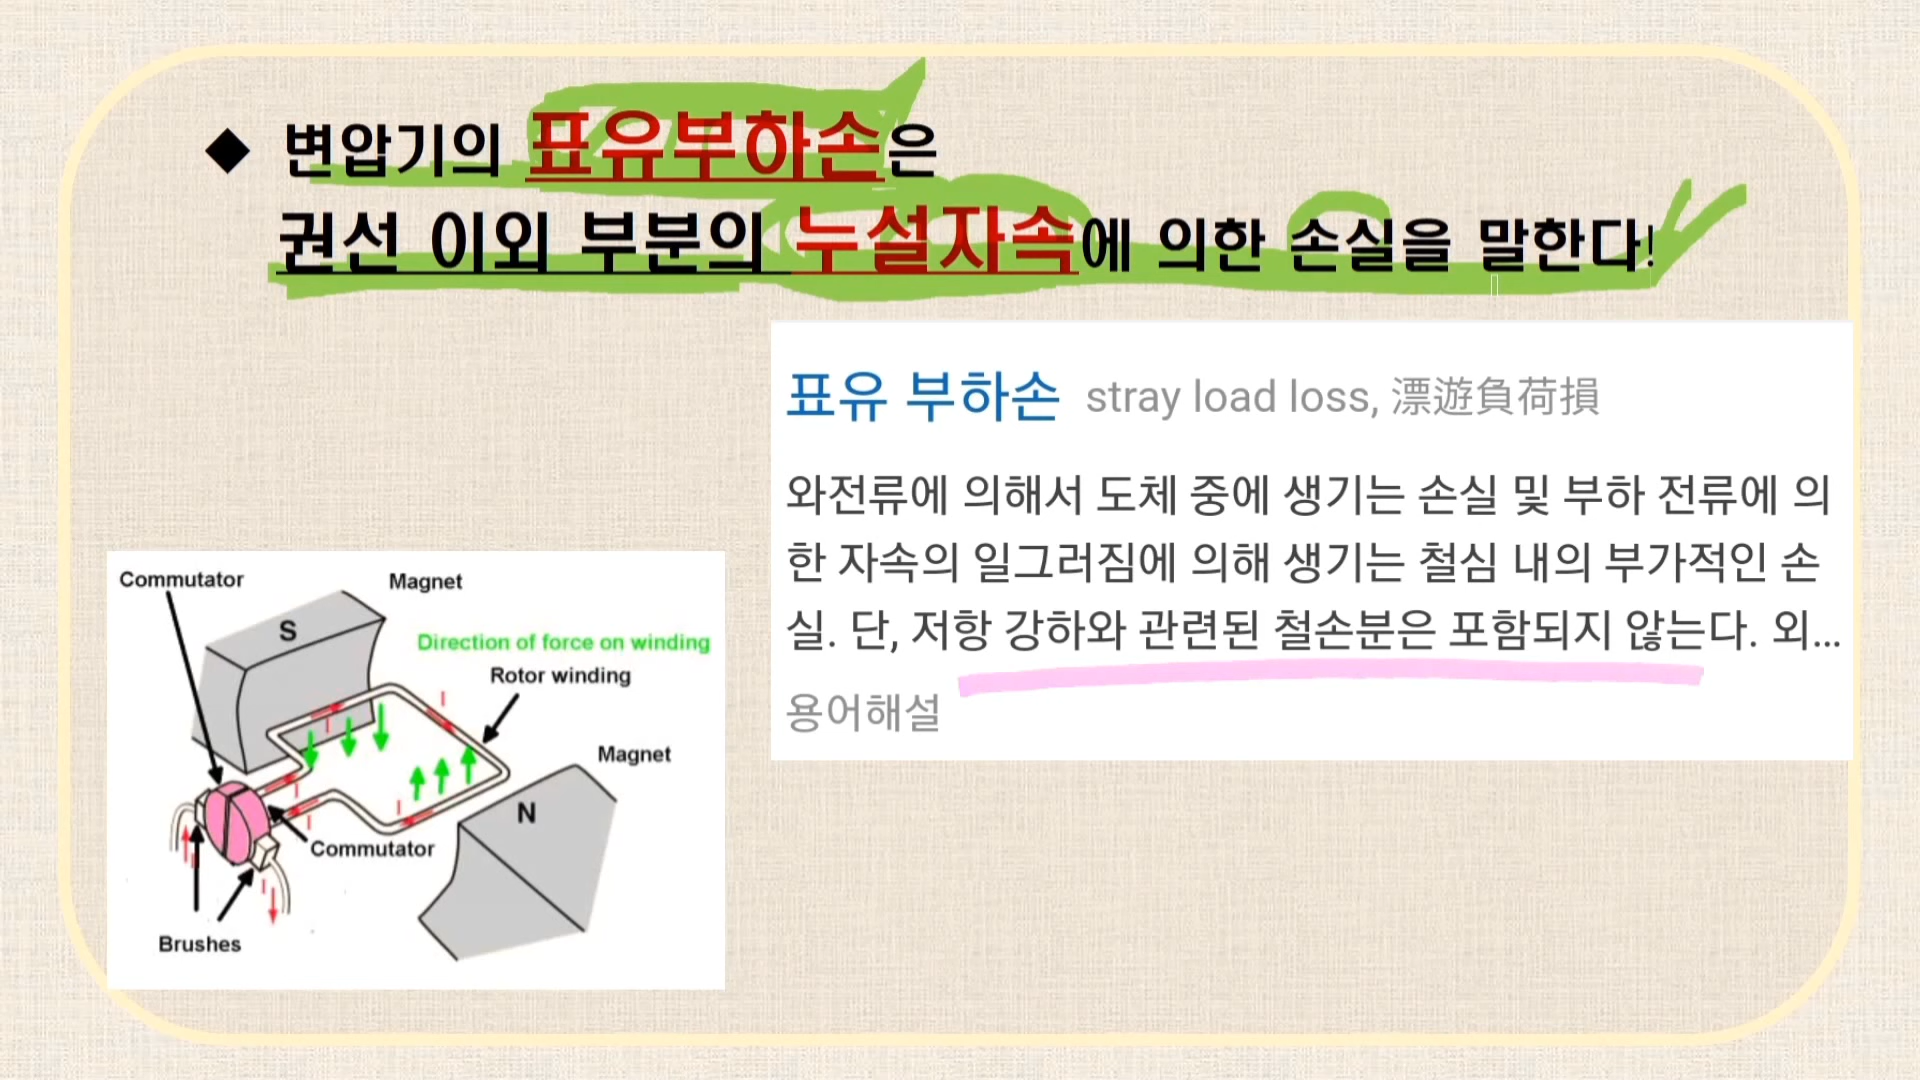 ◆ 변압기의 표유부하손은
권선 이외 부분의 누설자속에 의한 손실을 말한다!
표유 부하손 stray load loss, 漂遊負荷損
와전류에 의해서 도체 중에 생기는 손실 및 부하 전류에 의
한 자속의 일그러짐에 의해 생기는 철심 내의 부가적인 손
실. 단, 저항 강하와 관련된 철손분은 포함되지 않는다. 외...
용어해설
Commutator
Magnet
S
Direction of force on winding
Rotor winding
I
I
Magnet
N
I
I
I
Commutator
I
I
Brushes